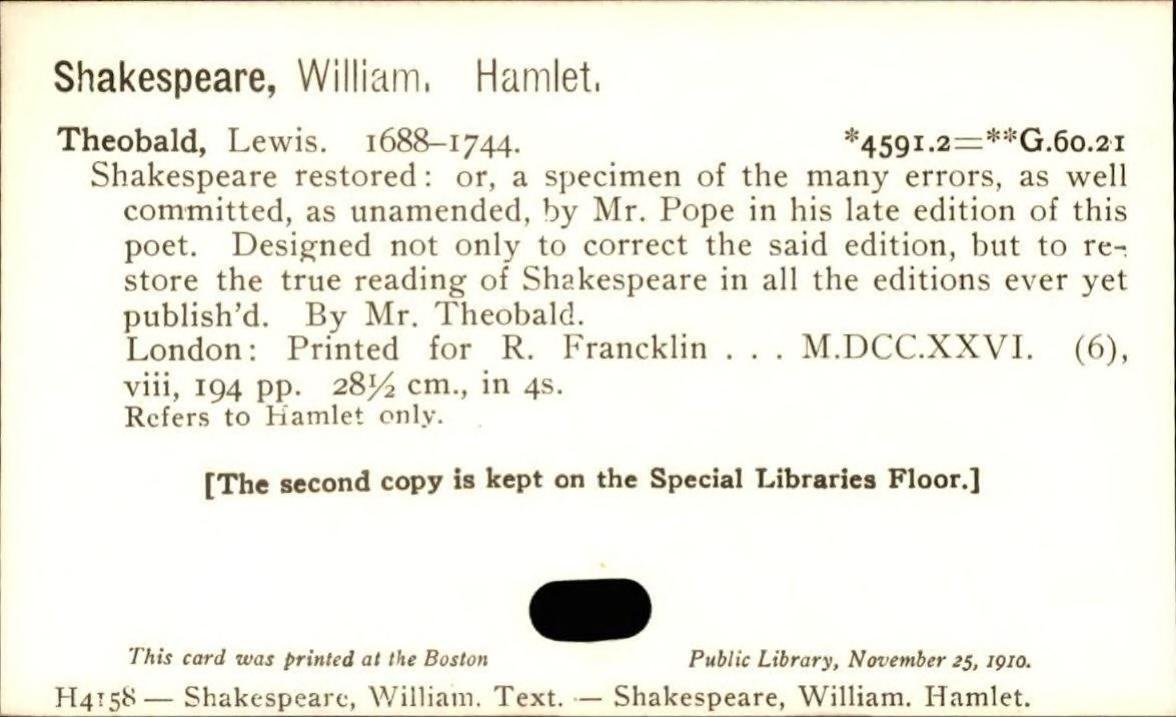 Shakespeare, William. Hamlet.
Theobald, Lewis. 1688–1744. *4591.2=**G.60.21
Shakespeare restored: or, a specimen of the many errors, as well
committed, as unamended, by Mr. Pope in his late edition of this
poet. Designed not only to correct the said edition, but to re-
store the true reading of Shakespeare in all the editions ever yet
publish'd. By Mr. Theobald.
London: Printed for R. Francklin . . . M.DCC.XXVI. (6),
viii, 194 pp. 28½ cm., in 4s.
Refers to Hamlet only.
[The second copy is kept on the Special Libraries Floor.]
This card was printed at the Boston Public Library, November 25, 1910.
H4158 — Shakespeare, William. Text. — Shakespeare, William. Hamlet.